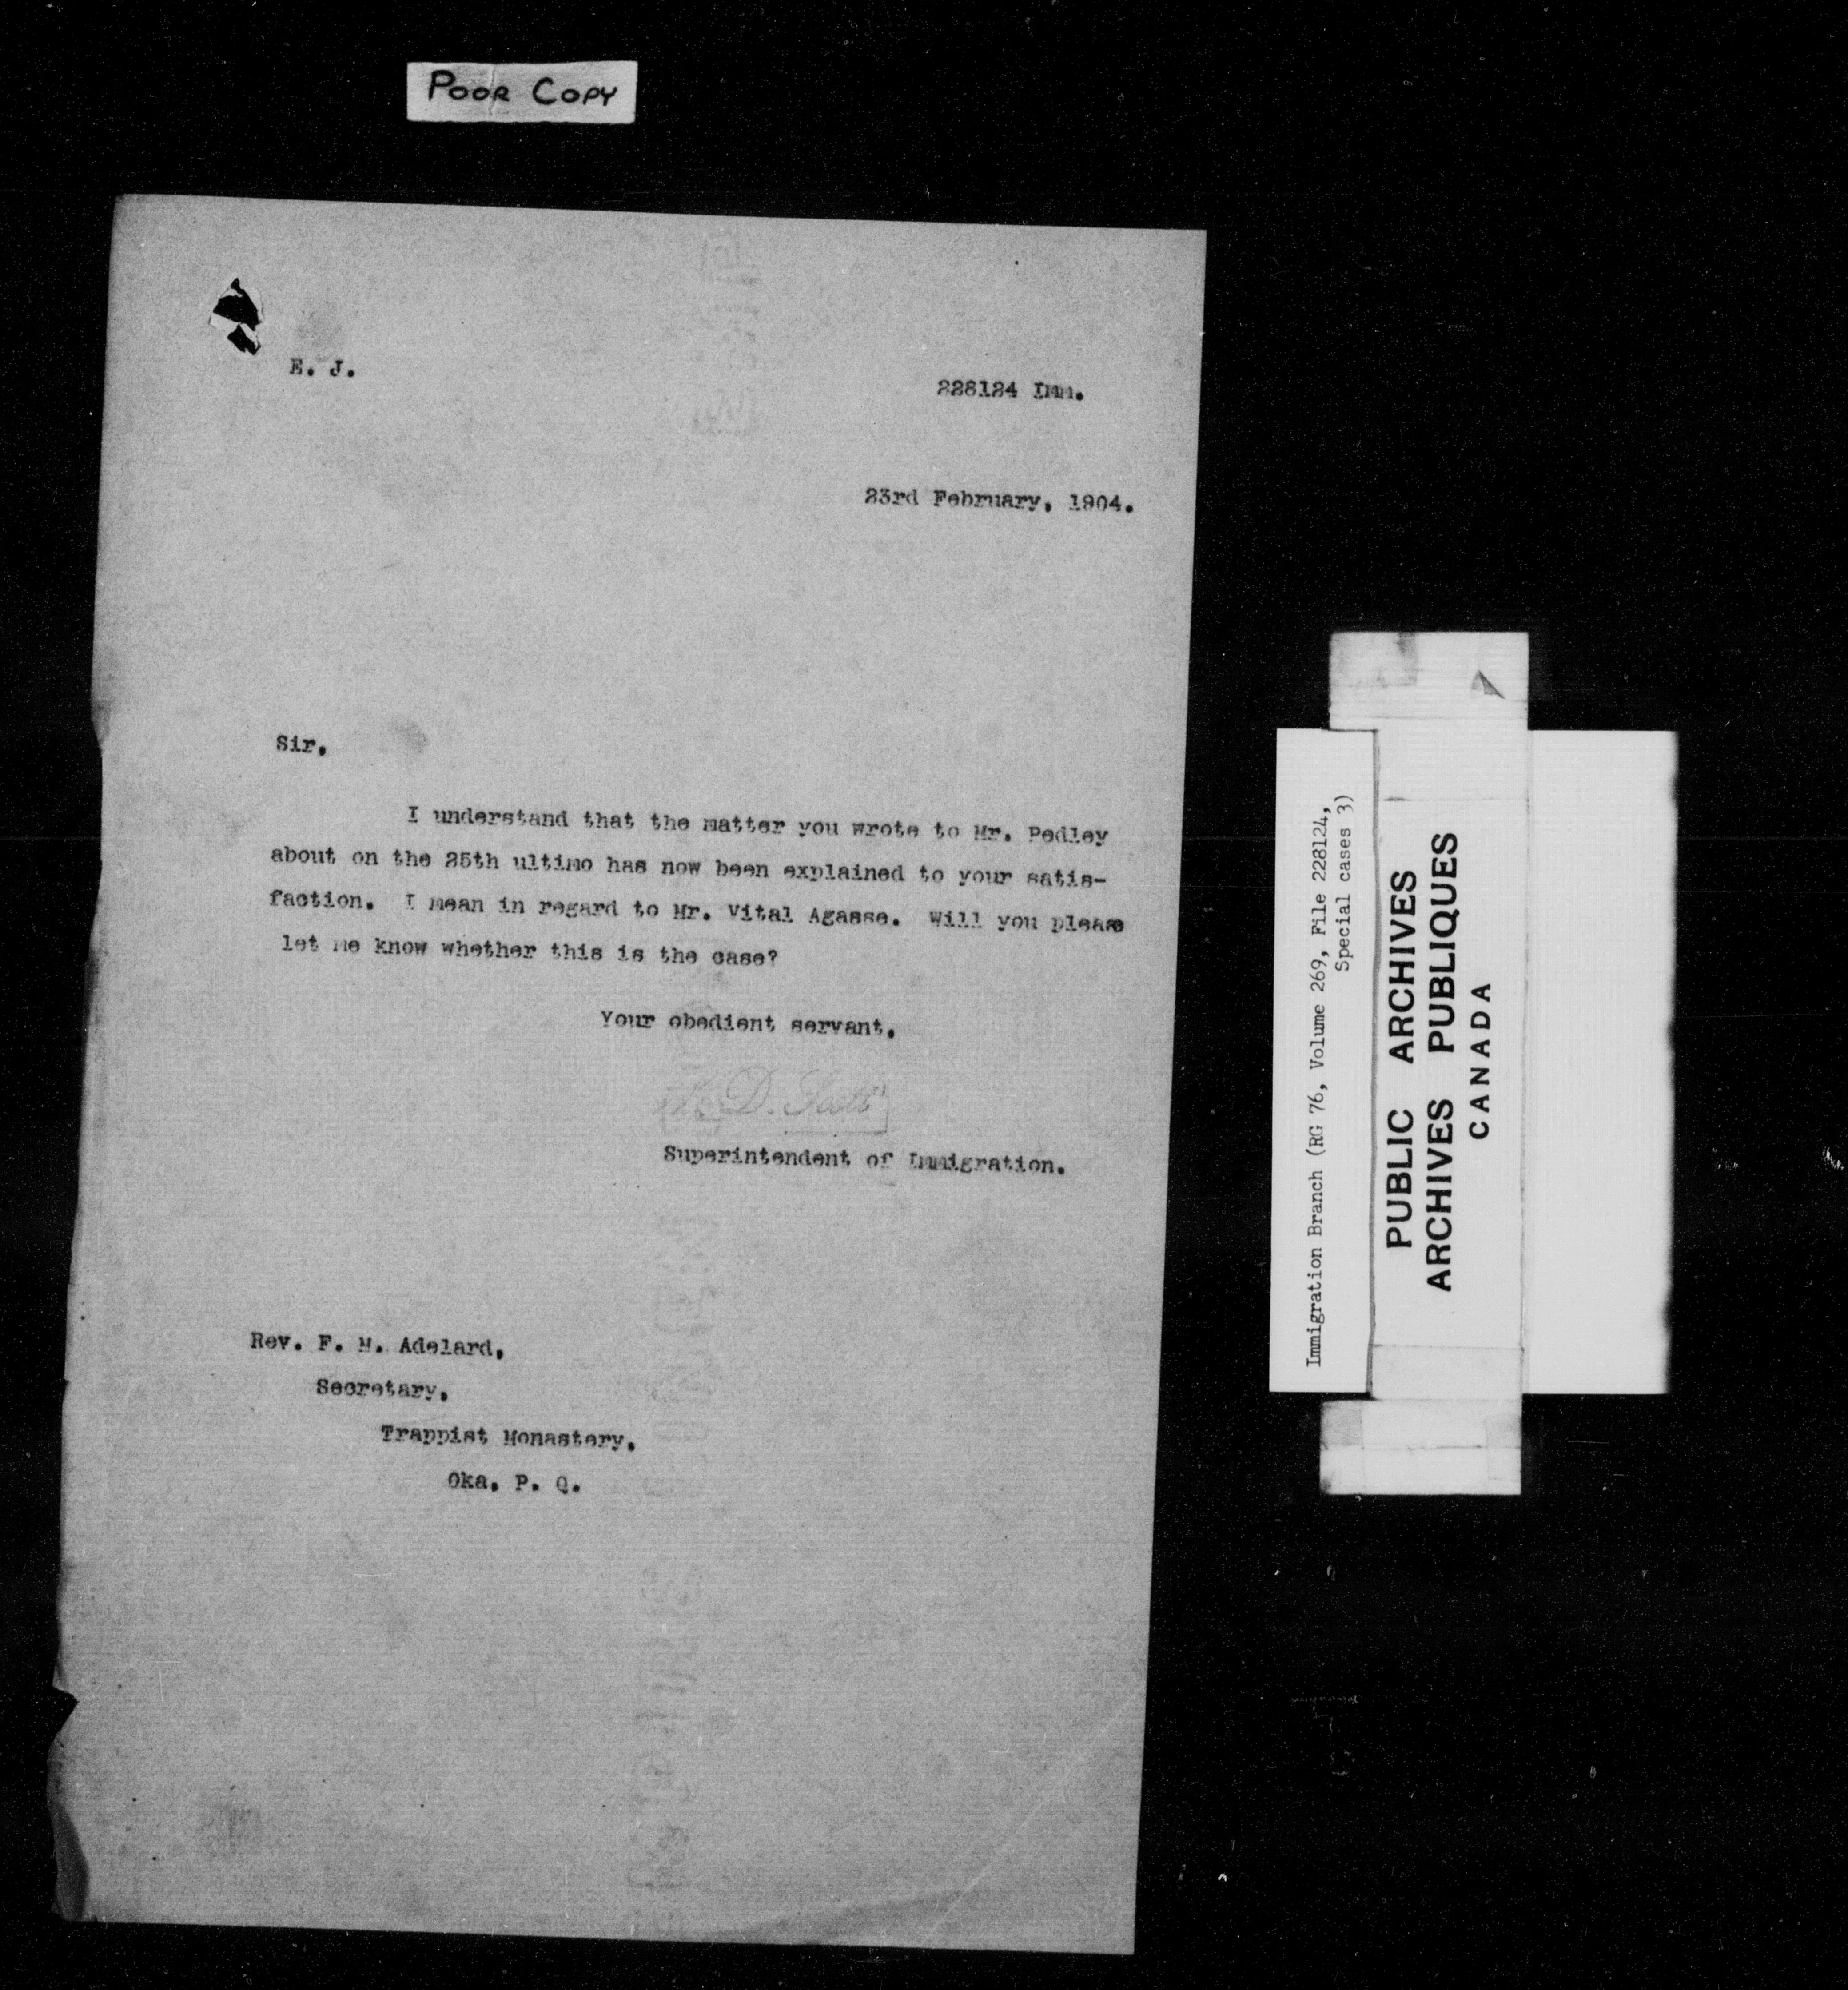 POOR COPY
E. J.
228124 Imm.
23rd February, 1904.
Sir,
I understand that the matter you wrote to Mr. Pedley
about on the 25th ultimo has now been explained to your satis-
faction. I mean in regard to Mr. Vital Agasse. Will you please
let me know whether this is the case?
Your obedient servant,
D. Scott
Superintendent of Immigration.
Rev. F. M. Adelard,
Secretary,
Trappist Monastery,
Oka, P. Q.
Immigration Branch (RG 76, Volume 269, File 228124,
Special cases 3)
PUBLIC ARCHIVES
ARCHIVES PUBLIQUES
CANADA